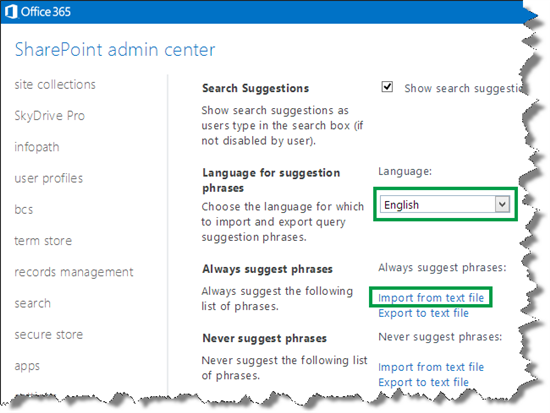 Office 365
SharePoint admin center
site collections
SkyDrive Pro
infopath
user profiles
bcs
term store
records management
search
secure store
apps
Search Suggestions
Show search suggestions as
users type in the search box (if
not disabled by user).
Show search suggestio
Language for suggestion
phrases
Choose the language for which
to import and export query
suggestion phrases.
Language:
English
Always suggest phrases
Always suggest the following
list of phrases.
Always suggest phrases:
Import from text file
Export to text file
Never suggest phrases
Never suggest the following list
of phrases.
Never suggest phrases:
Import from text file
Export to text file